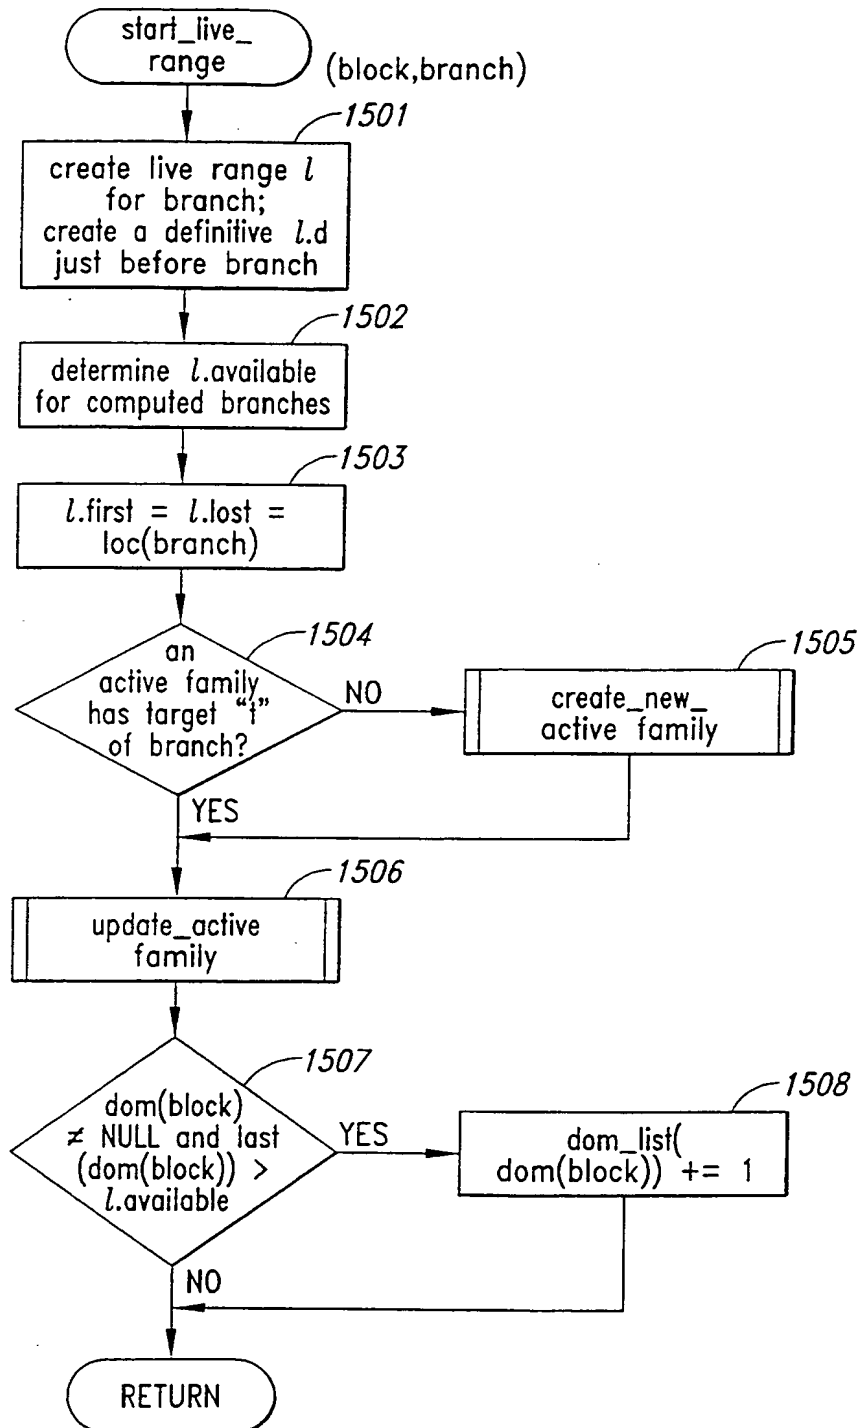 start_live_
range
(block,branch)
1501
create live range l
for branch;
create a definitive l.d
just before branch
1502
determine l.available
for computed branches
1503
l.first = l.lost =
loc(branch)
1504
an
active family
has target "t"
of branch?
NO
1505
create_new_
active family
YES
1506
update_active
family
1507
dom(block)
≠ NULL and last
(dom(block)) >
l.available
YES
1508
dom_list(
dom(block)) += 1
NO
RETURN